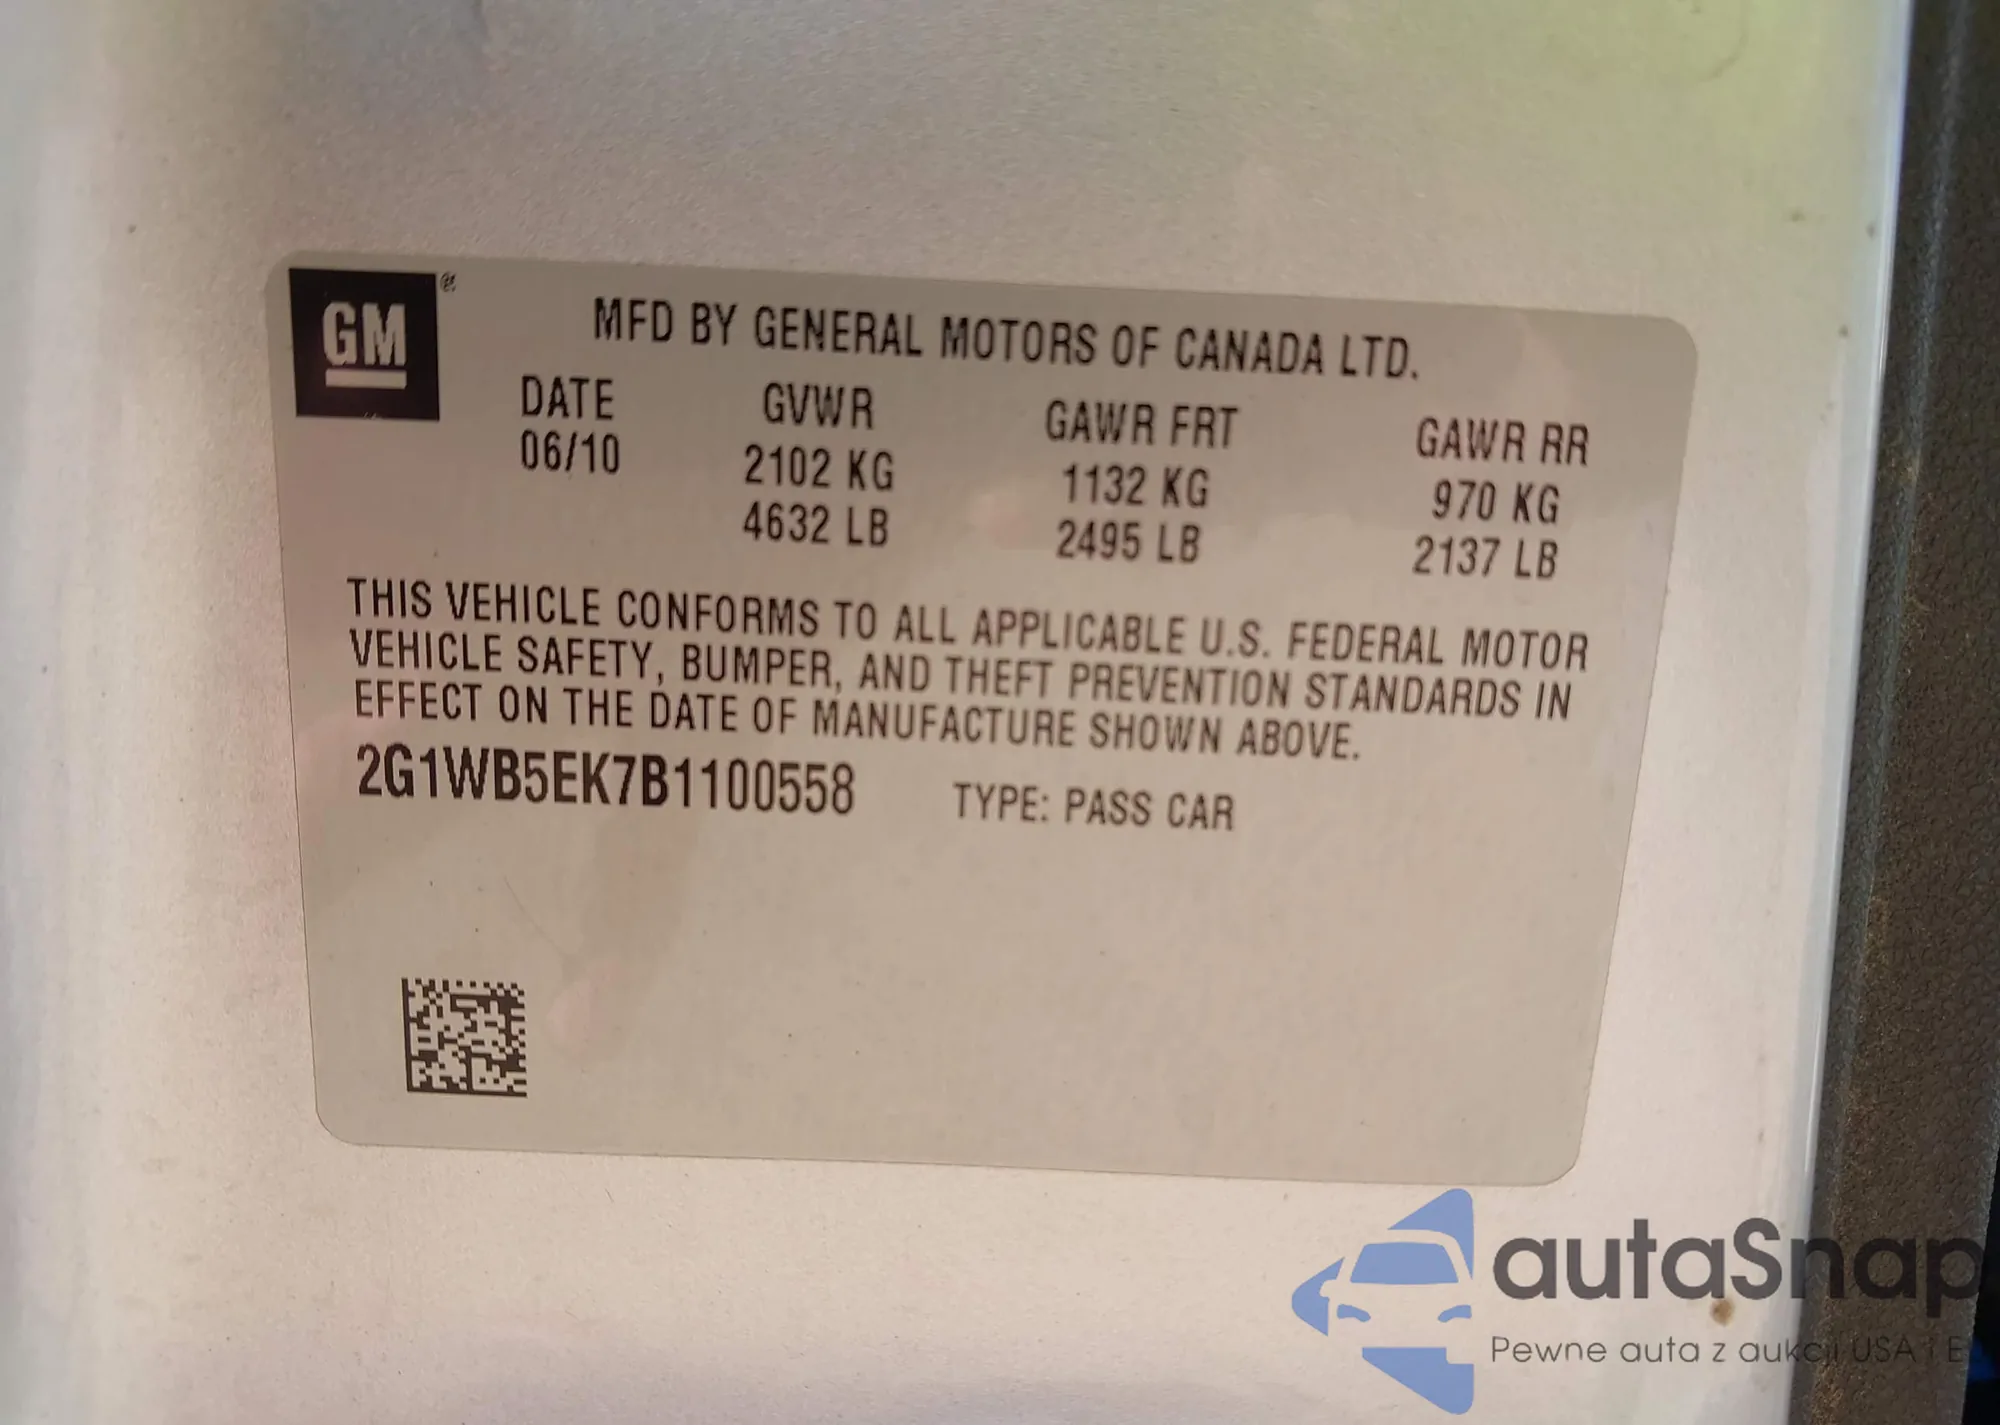 GM
MFD BY GENERAL MOTORS OF CANADA LTD.
DATE GVWR GAWR FRT GAWR RR
06/10 2102 KG 1132 KG 970 KG
4632 LB 2495 LB 2137 LB
THIS VEHICLE CONFORMS TO ALL APPLICABLE U.S. FEDERAL MOTOR
VEHICLE SAFETY, BUMPER, AND THEFT PREVENTION STANDARDS IN
EFFECT ON THE DATE OF MANUFACTURE SHOWN ABOVE.
2G1WB5EK7B1100558 TYPE: PASS CAR
autaSnap
Pewne auta z aukcji USA i E